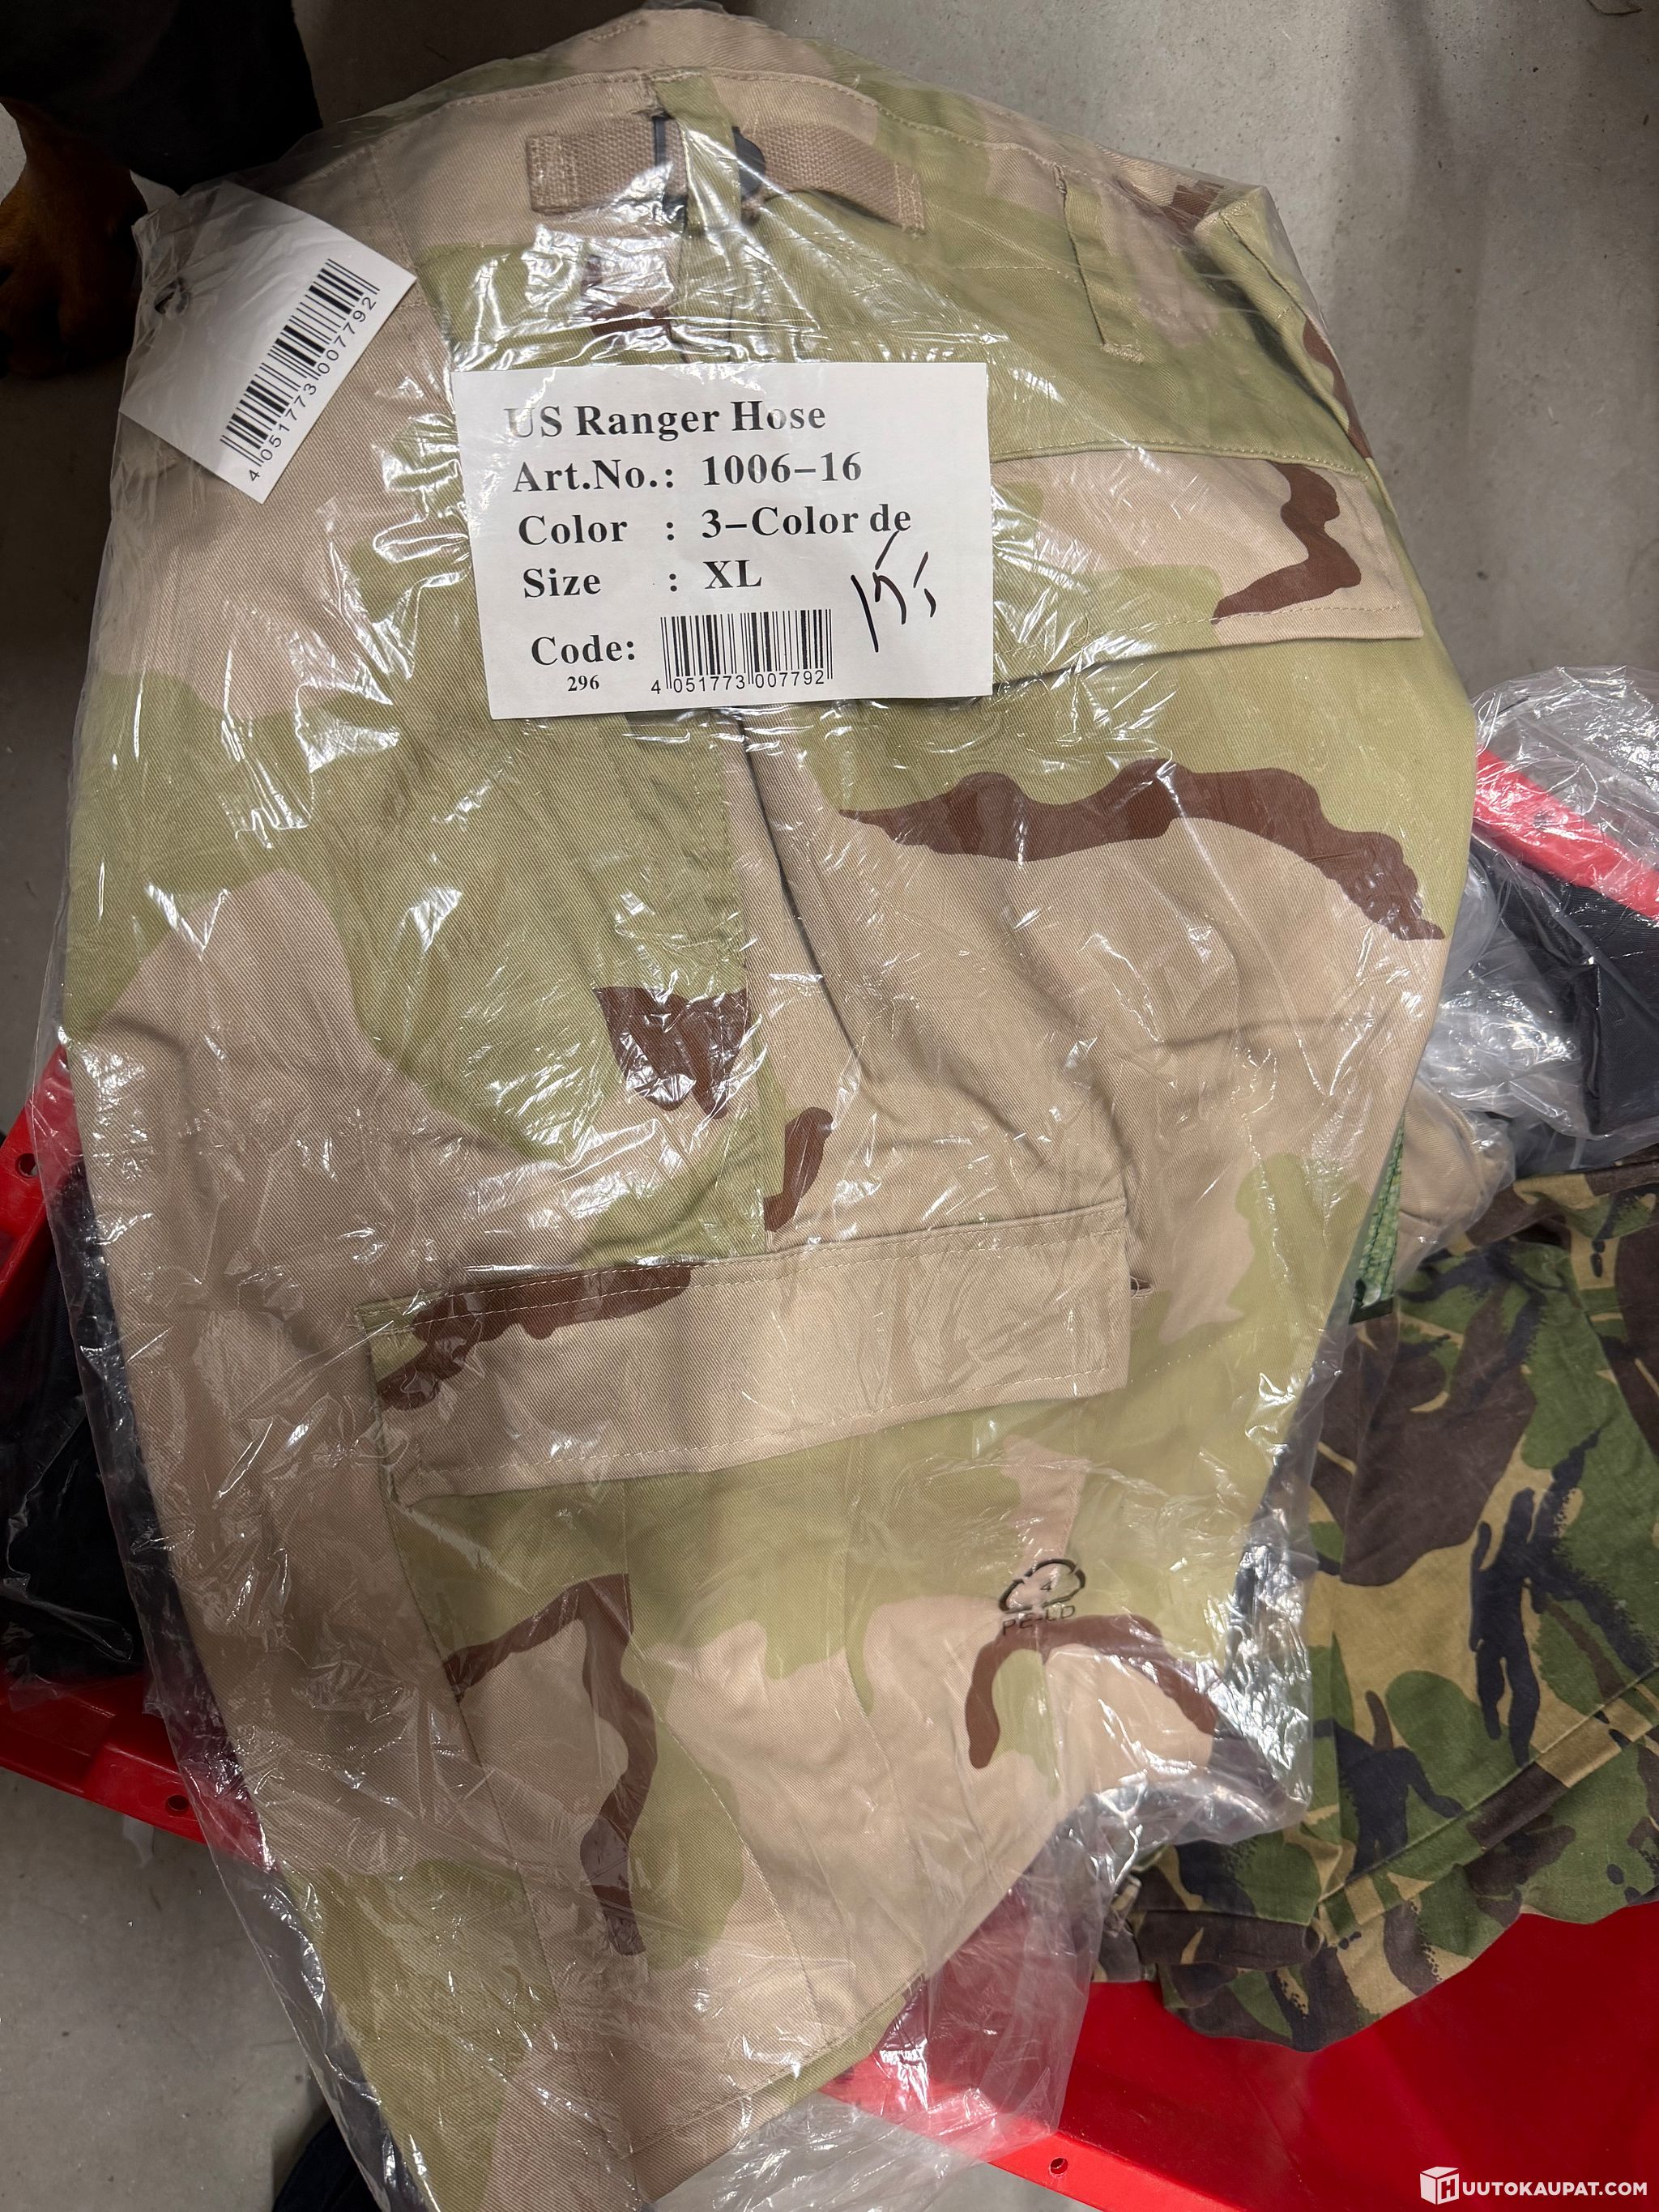 4 051773 007792
US Ranger Hose
Art.No.: 1006-16
Color : 3-Color de
Size : XL
Code:
296
4 051773 007792
4
PE-LD
HUUTOKAUPAT.COM